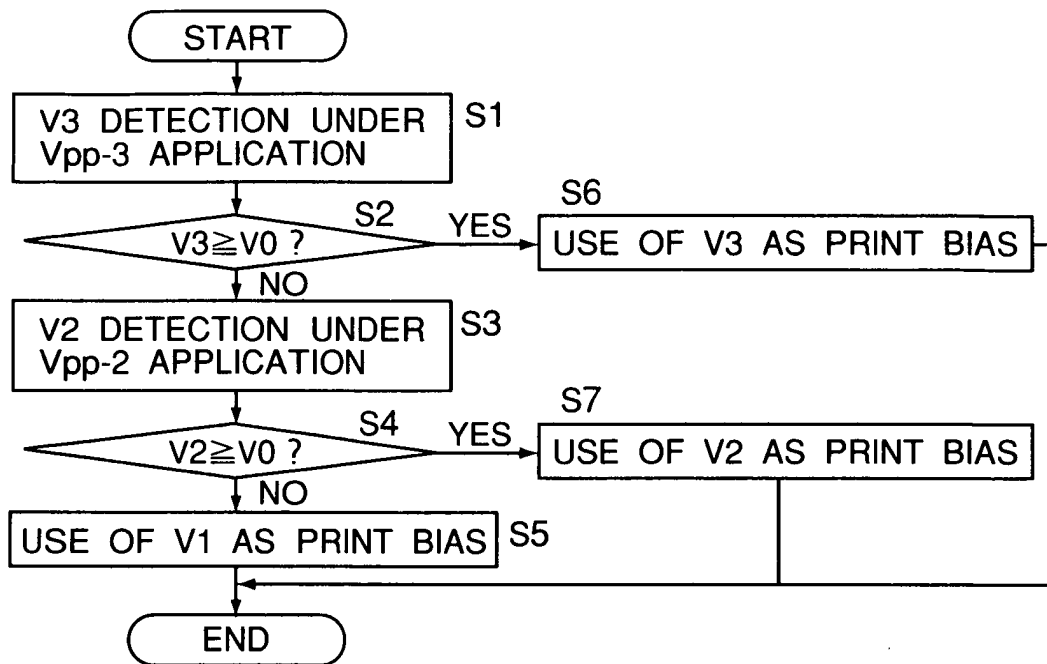 START
V3 DETECTION UNDER
Vpp-3 APPLICATION
S1
V3≧V0 ?
S2
YES
S6
USE OF V3 AS PRINT BIAS
NO
V2 DETECTION UNDER
Vpp-2 APPLICATION
S3
V2≧V0 ?
S4
YES
S7
USE OF V2 AS PRINT BIAS
NO
USE OF V1 AS PRINT BIAS
S5
END